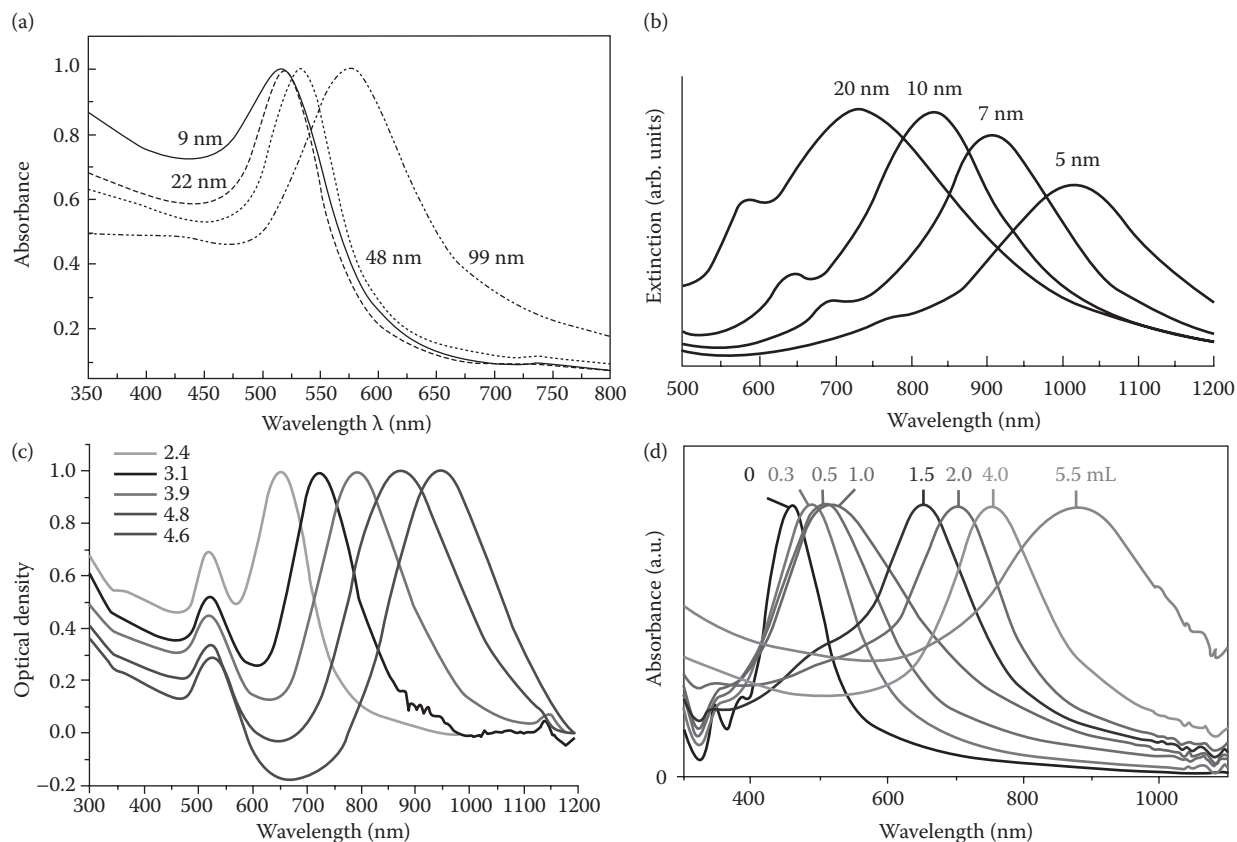 (a)
1.0
0.8
0.6
0.4
0.2
Absorbance
9 nm
22 nm
48 nm
99 nm
350 400 450 500 550 600 650 700 750 800
Wavelength λ (nm)
(b)
Extinction (arb. units)
20 nm
10 nm
7 nm
5 nm
500 600 700 800 900 1000 1100 1200
Wavelength (nm)
(c)
1.0
0.8
0.6
0.4
0.2
0.0
−0.2
Optical density
2.4
3.1
3.9
4.8
4.6
300 400 500 600 700 800 900 1000 1100 1200
Wavelength (nm)
(d)
0 0.3 0.5 1.0 1.5 2.0 4.0 5.5 mL
Absorbance (a.u.)
0
400 600 800 1000
Wavelength (nm)